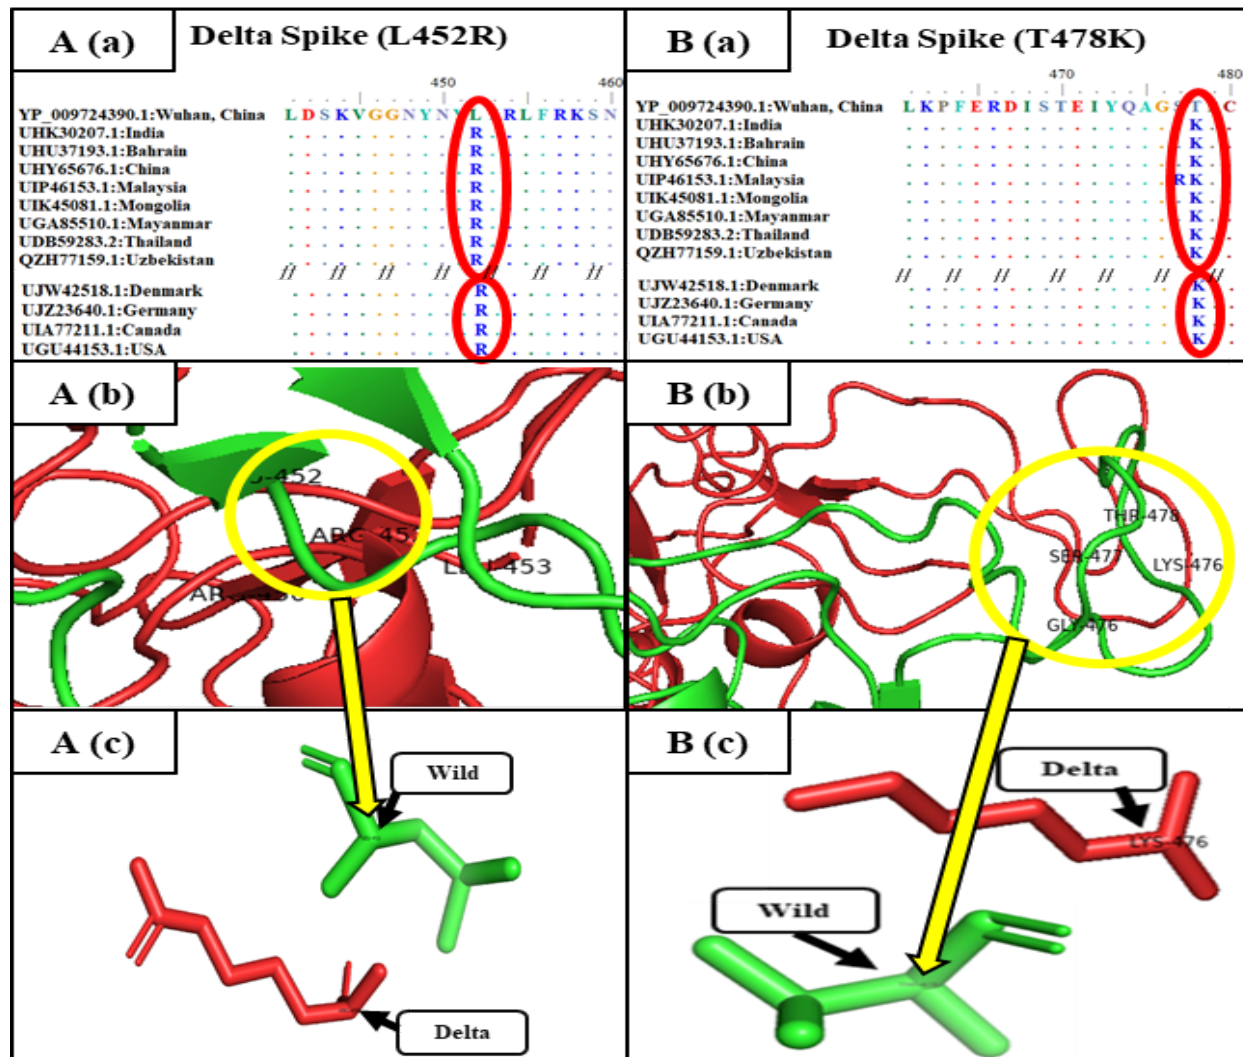 A (a)
Delta Spike (L452R)
450
460
YP_009724390.1:Wuhan, China L D S K V G G N Y N Y L R L F R K S N
UHK30207.1:India R
UHU37193.1:Bahrain R
UHY65676.1:China R
UIP46153.1:Malaysia R
UIK45081.1:Mongolia R
UGA85510.1:Mayanmar R
UDB59283.2:Thailand R
QZH77159.1:Uzbekistan R
// // // // // // //
UJW42518.1:Denmark R
UJZ23640.1:Germany R
UIA77211.1:Canada R
UGU44153.1:USA R
B (a)
Delta Spike (T478K)
470
480
YP_009724390.1:Wuhan, China L K P F E R D I S T E I Y Q A G S T C
UHK30207.1:India K
UHU37193.1:Bahrain K
UHY65676.1:China K
UIP46153.1:Malaysia R K
UIK45081.1:Mongolia K
UGA85510.1:Mayanmar K
UDB59283.2:Thailand K
QZH77159.1:Uzbekistan K
// // // // // // //
UJW42518.1:Denmark K
UJZ23640.1:Germany K
UIA77211.1:Canada K
UGU44153.1:USA K
A (b)
-452
ARG-45
LEU-453
B (b)
THR-478
SER-477
LYS-476
GLY-476
A (c)
Wild
Delta
B (c)
Delta
LYS-476
Wild